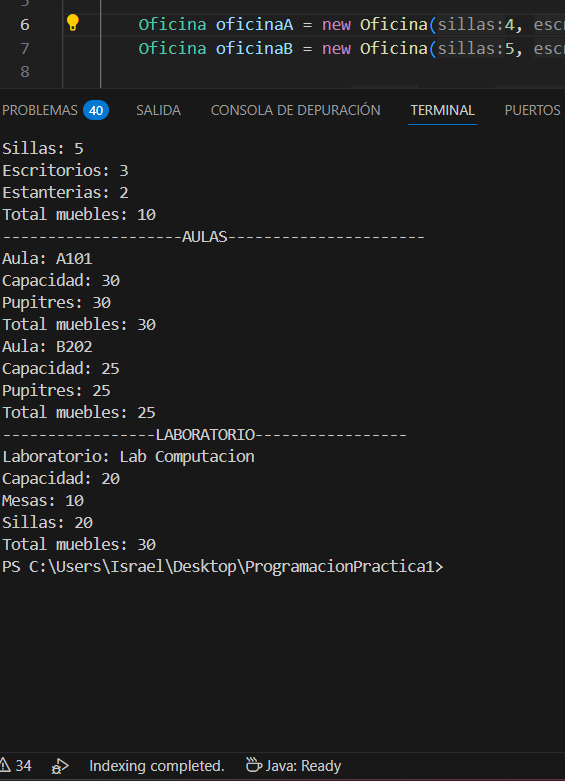 6 Oficina oficinaA = new Oficina(sillas:4, escr
7 Oficina oficinaB = new Oficina(sillas:5, escr
8
PROBLEMAS 40 SALIDA CONSOLA DE DEPURACIÓN TERMINAL PUERTOS
Sillas: 5
Escritorios: 3
Estanterias: 2
Total muebles: 10
--------------------AULAS----------------------
Aula: A101
Capacidad: 30
Pupitres: 30
Total muebles: 30
Aula: B202
Capacidad: 25
Pupitres: 25
Total muebles: 25
-----------------LABORATORIO-----------------
Laboratorio: Lab Computacion
Capacidad: 20
Mesas: 10
Sillas: 20
Total muebles: 30
PS C:\Users\Israel\Desktop\ProgramacionPractica1>
34 Indexing completed. Java: Ready